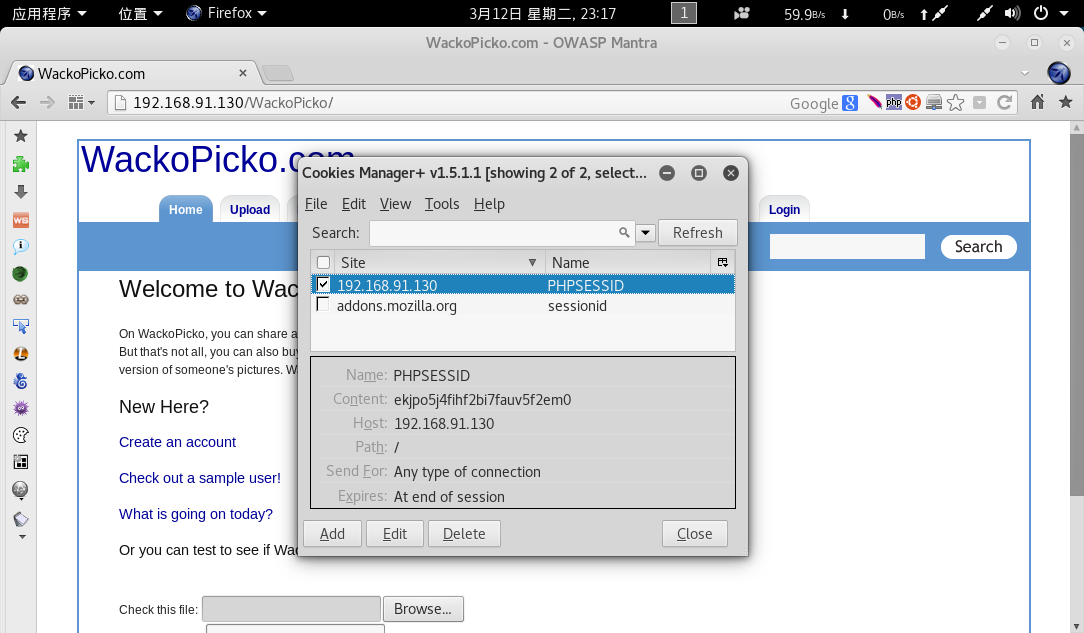 应用程序 位置 Firefox 3月12日 星期二, 23:17 1 59.9B/s 0B/s
WackoPicko.com - OWASP Mantra
WackoPicko.com
192.168.91.130/WackoPicko/ Google 8 php
WackoPicko.com
Home Upload Login
Search
Welcome to Wac
On WackoPicko, you can share a
But that's not all, you can also buy
version of someone's pictures. W
New Here?
Create an account
Check out a sample user!
What is going on today?
Or you can test to see if Wac
Check this file: Browse...
Cookies Manager+ v1.5.1.1 [showing 2 of 2, select...
File Edit View Tools Help
Search: Refresh
Site Name
192.168.91.130 PHPSESSID
addons.mozilla.org sessionid
Name: PHPSESSID
Content: ekjpo5j4fihf2bi7fauv5f2em0
Host: 192.168.91.130
Path: /
Send For: Any type of connection
Expires: At end of session
Add Edit Delete Close